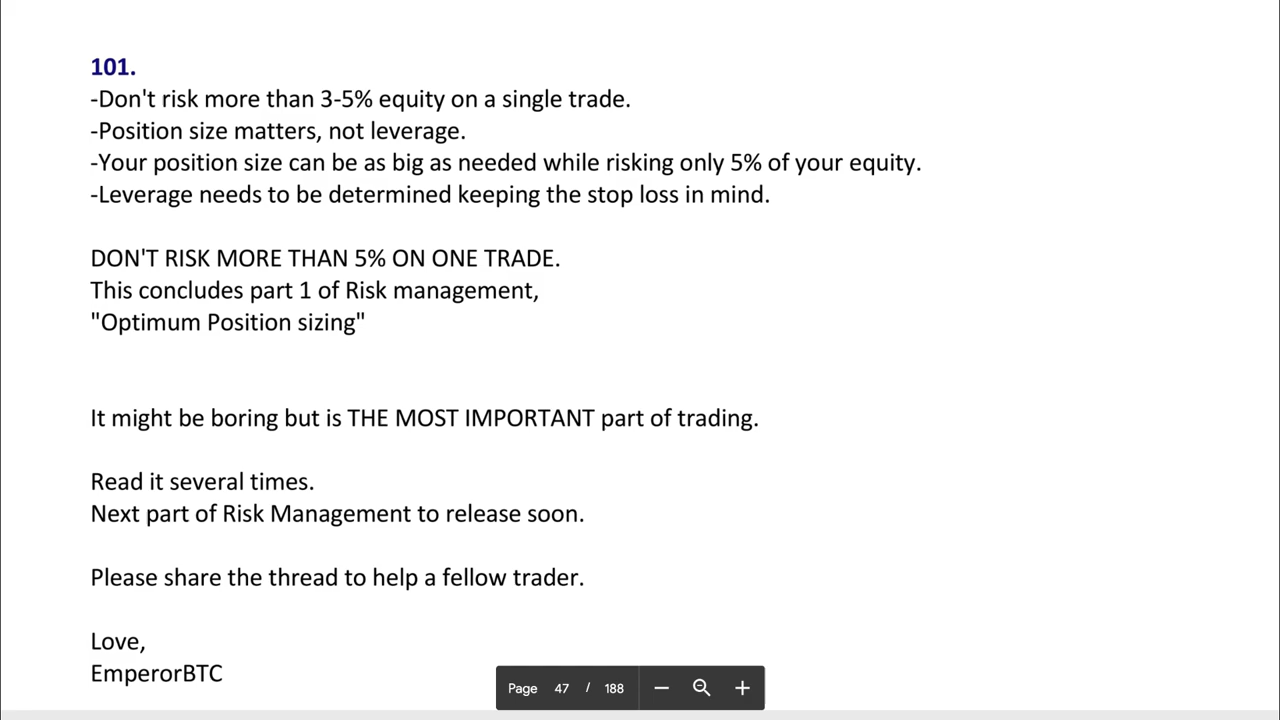 101.
-Don't risk more than 3-5% equity on a single trade.
-Position size matters, not leverage.
-Your position size can be as big as needed while risking only 5% of your equity.
-Leverage needs to be determined keeping the stop loss in mind.
DON'T RISK MORE THAN 5% ON ONE TRADE.
This concludes part 1 of Risk management,
"Optimum Position sizing"
It might be boring but is THE MOST IMPORTANT part of trading.
Read it several times.
Next part of Risk Management to release soon.
Please share the thread to help a fellow trader.
Love,
EmperorBTC
Page 47 / 188